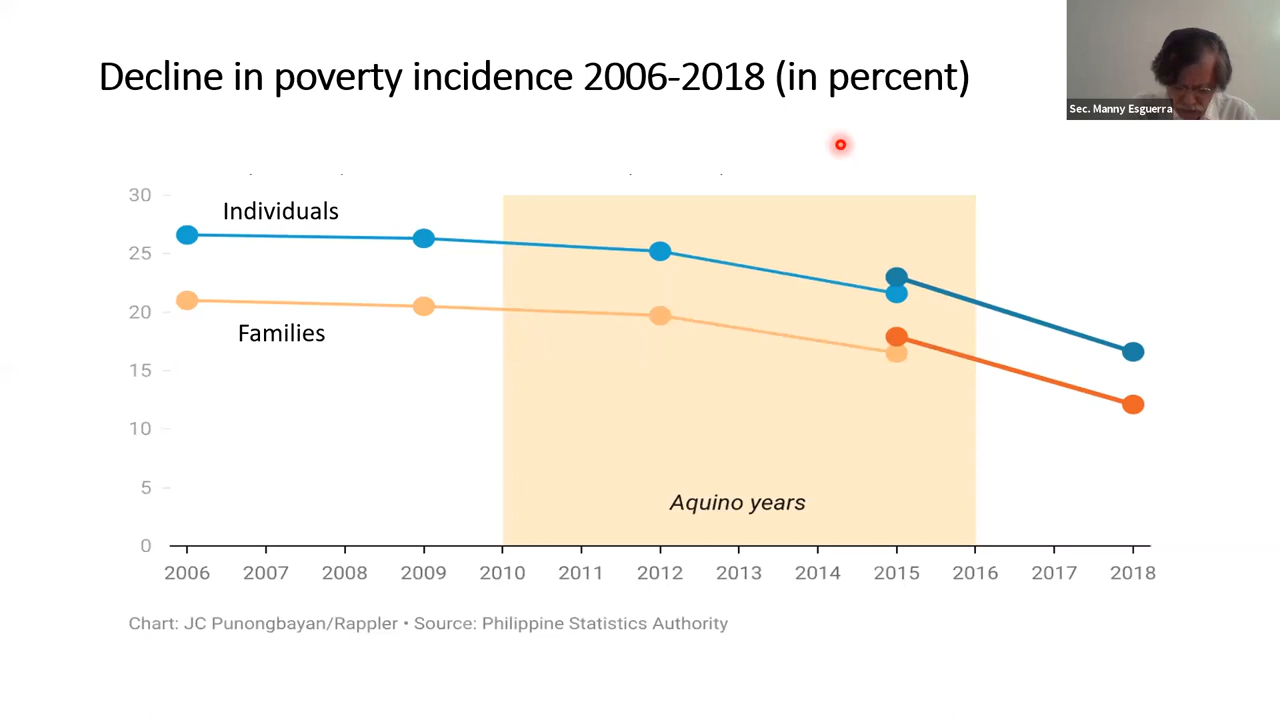 Decline in poverty incidence 2006-2018 (in percent)
Sec. Manny Esguerra
30
Individuals
25
20
Families
15
10
5
Aquino years
0
2006 2007 2008 2009 2010 2011 2012 2013 2014 2015 2016 2017 2018
Chart: JC Punongbayan/Rappler • Source: Philippine Statistics Authority